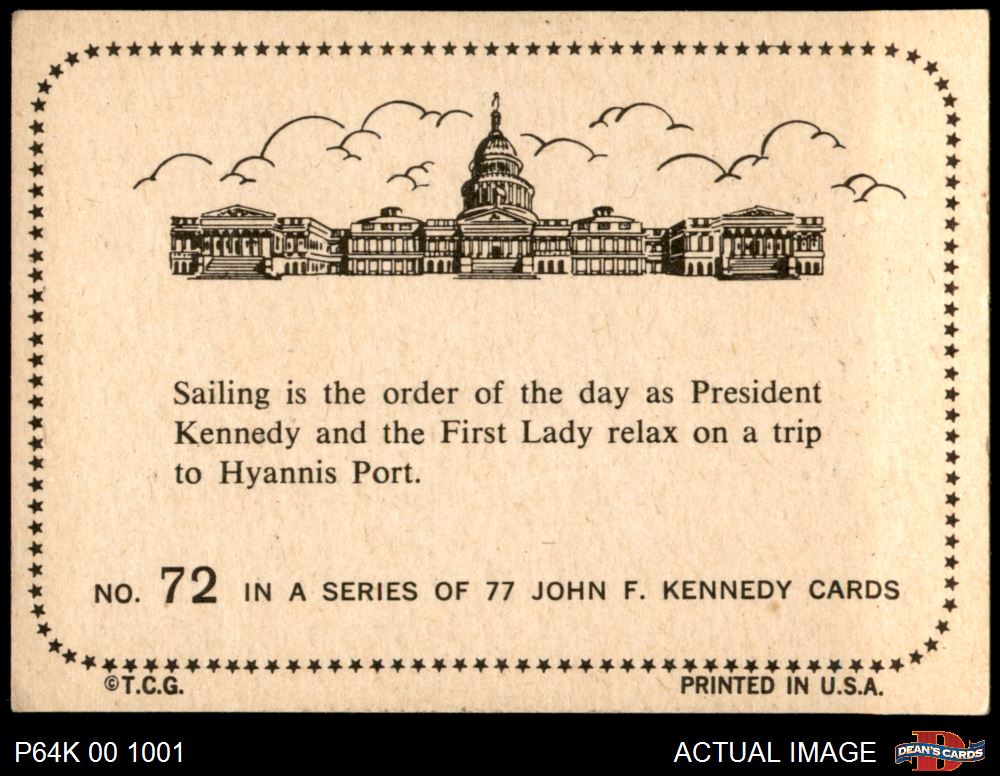 Sailing is the order of the day as President
Kennedy and the First Lady relax on a trip
to Hyannis Port.
NO. 72 IN A SERIES OF 77 JOHN F. KENNEDY CARDS
©T.C.G.
PRINTED IN U.S.A.
P64K 00 1001
ACTUAL IMAGE
DEAN'S CARDS